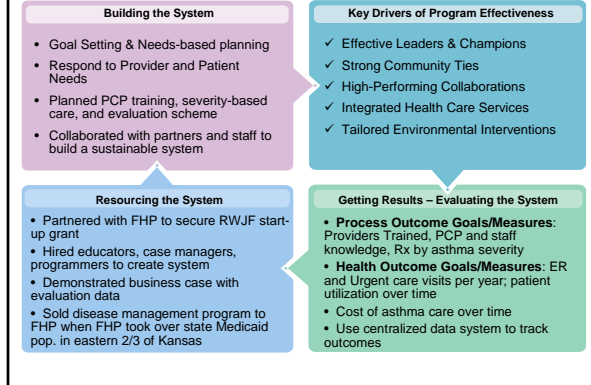 Building the System
• Goal Setting & Needs-based planning
• Respond to Provider and Patient
Needs
• Planned PCP training, severity-based
care, and evaluation scheme
• Collaborated with partners and staff to
build a sustainable system
Key Drivers of Program Effectiveness
✓ Effective Leaders & Champions
✓ Strong Community Ties
✓ High-Performing Collaborations
✓ Integrated Health Care Services
✓ Tailored Environmental Interventions
Resourcing the System
• Partnered with FHP to secure RWJF start-
up grant
• Hired educators, case managers,
programmers to create system
• Demonstrated business case with
evaluation data
• Sold disease management program to
FHP when FHP took over state Medicaid
pop. in eastern 2/3 of Kansas
Getting Results – Evaluating the System
• Process Outcome Goals/Measures:
Providers Trained, PCP and staff
knowledge, Rx by asthma severity
• Health Outcome Goals/Measures: ER
and Urgent care visits per year; patient
utilization over time
• Cost of asthma care over time
• Use centralized data system to track
outcomes